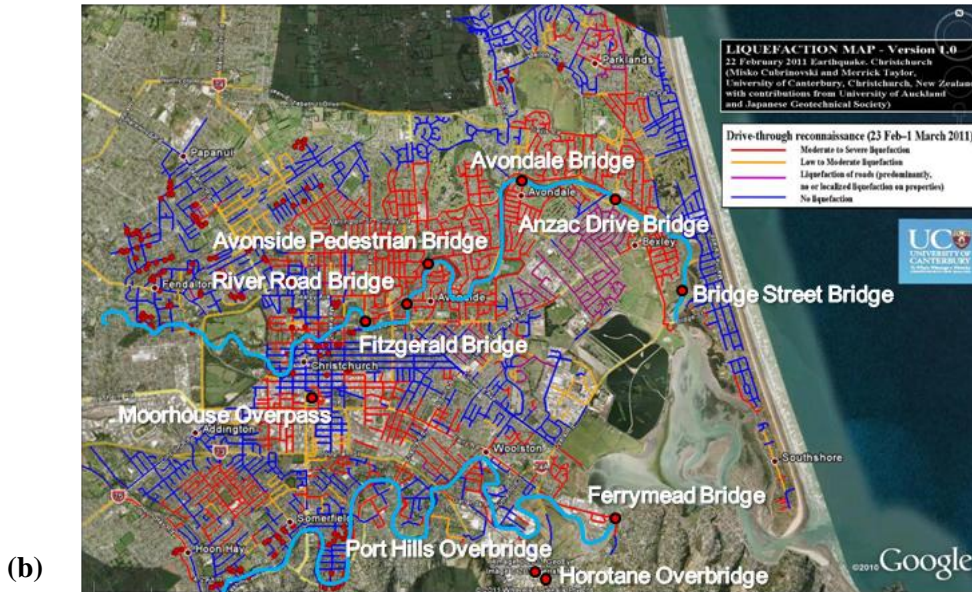 (b)
LIQUEFACTION MAP - Version 1.0
22 February 2011 Earthquake. Christchurch
(Misko Cubrinovski and Merrick Taylor,
University of Canterbury, Christchurch, New Zealand
with contributions from University of Auckland
and Japanese Geotechnical Society)
Drive-through reconnaissance (23 Feb–1 March 2011)
Moderate to Severe liquefaction
Low to Moderate liquefaction
Liquefaction of roads (predominantly,
no or localized liquefaction on properties)
No liquefaction
UC
UNIVERSITY OF
CANTERBURY
Parklands
Papanui
Avondale Bridge
Avondale
Anzac Drive Bridge
Avonside Pedestrian Bridge
Bexley
River Road Bridge
Fendalton
Avonside
Bridge Street Bridge
Fitzgerald Bridge
Christchurch
Moorhouse Overpass
Addington
Woolston
Southshore
Ferrymead Bridge
Somerfield
Port Hills Overbridge
Hoon Hay
Horotane Overbridge
©2010 Google